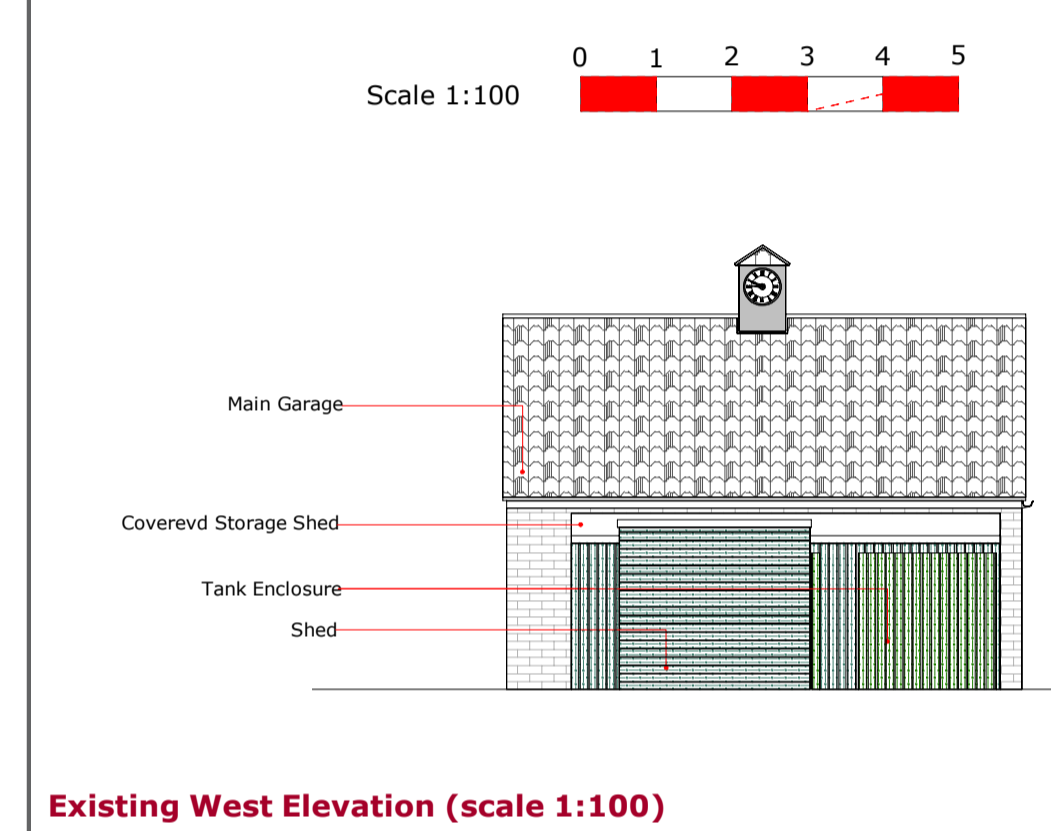 0 1 2 3 4 5
Scale 1:100
Main Garage
Coverevd Storage Shed
Tank Enclosure
Shed
Existing West Elevation (scale 1:100)